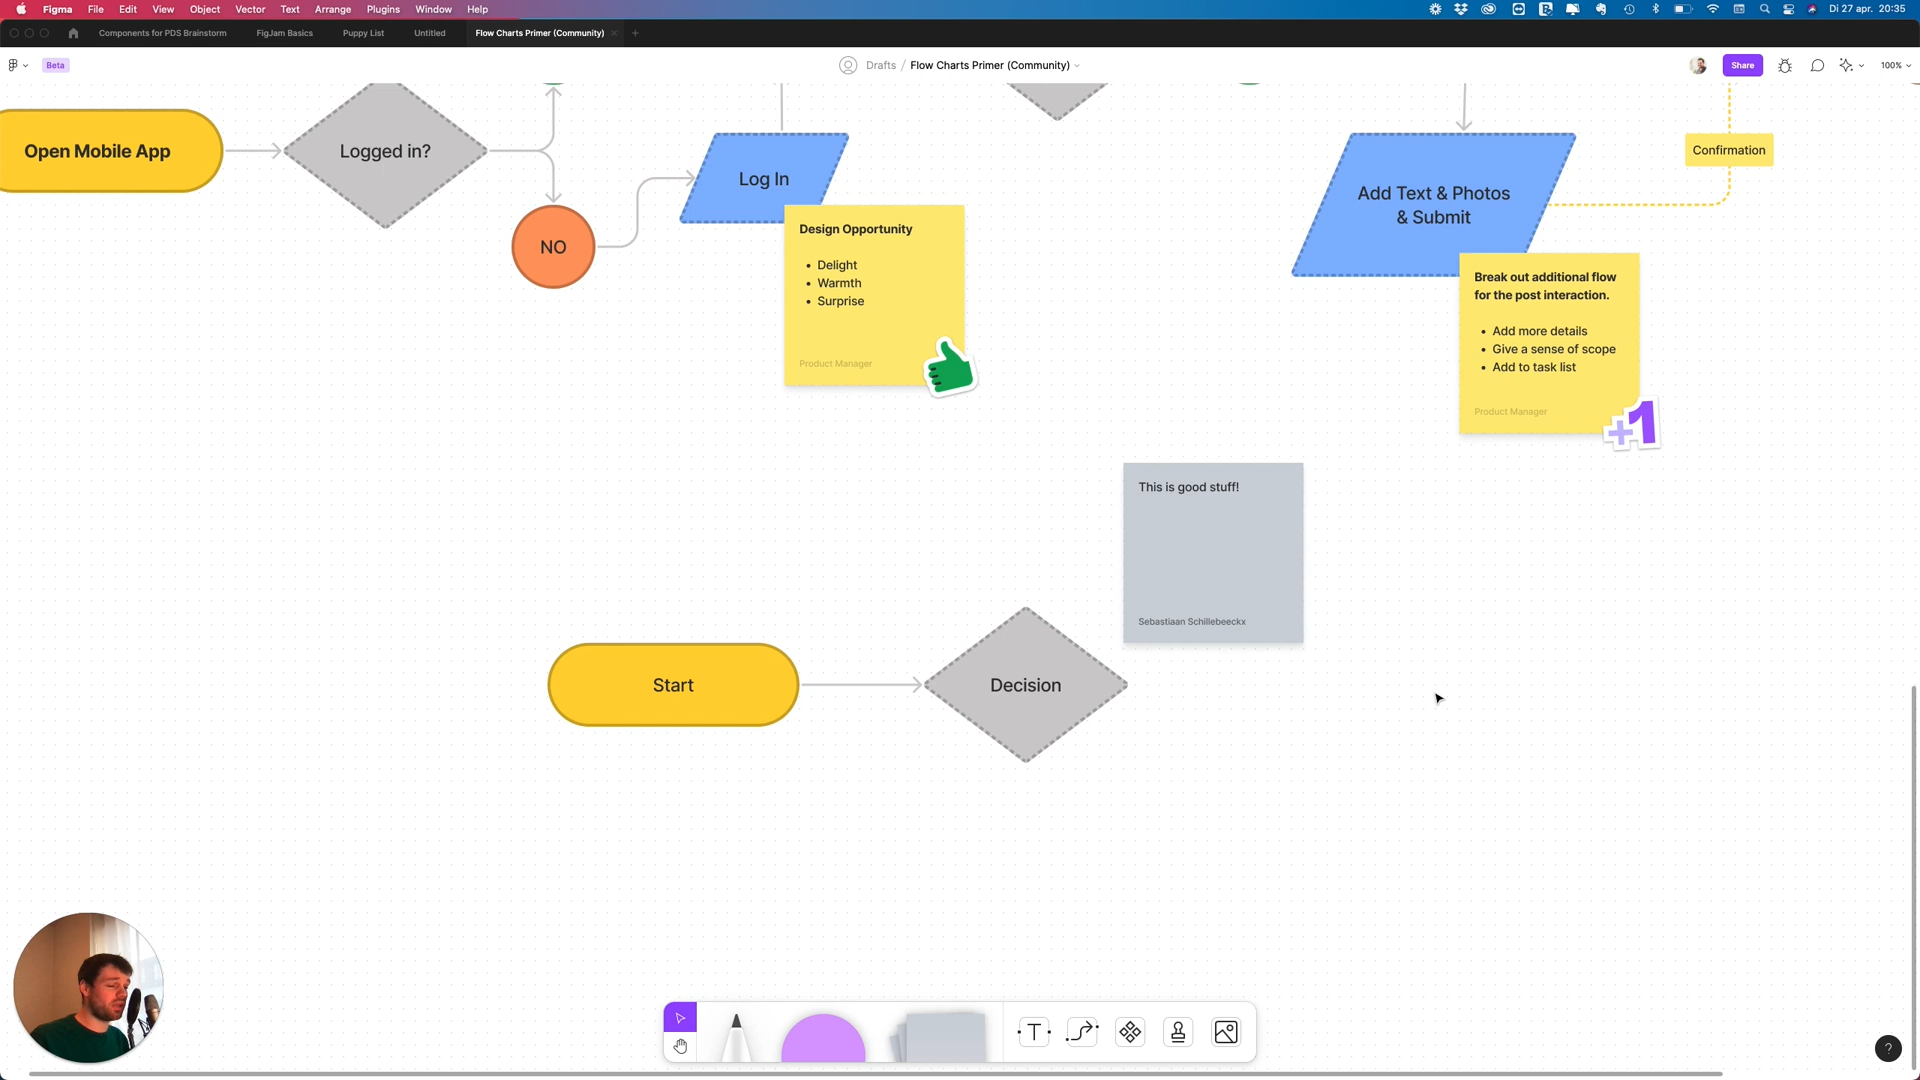 Figma File Edit View Object Vector Text Arrange Plugins Window Help
Di 27 apr. 20:35
Components for PDS Brainstorm
FigJam Basics
Puppy List
Untitled
Flow Charts Primer (Community)
Beta
Drafts / Flow Charts Primer (Community)
Share
100%
Open Mobile App
Logged in?
NO
Log In
Design Opportunity
• Delight
• Warmth
• Surprise
Product Manager
Add Text & Photos
& Submit
Confirmation
Break out additional flow
for the post interaction.
• Add more details
• Give a sense of scope
• Add to task list
Product Manager
+1
This is good stuff!
Sebastiaan Schillebeeckx
Start
Decision
T
?